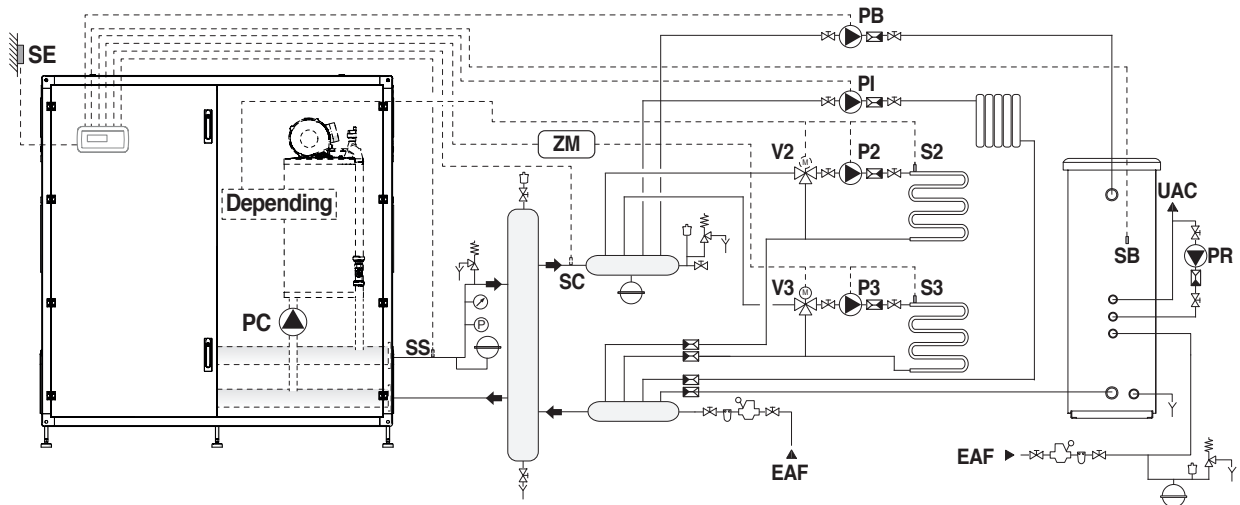 PB
SE
PI
ZM
V2
P2
S2
Depending
UAC
SB
PR
SC
V3
P3
S3
PC
SS
P
M
M
EAF
EAF